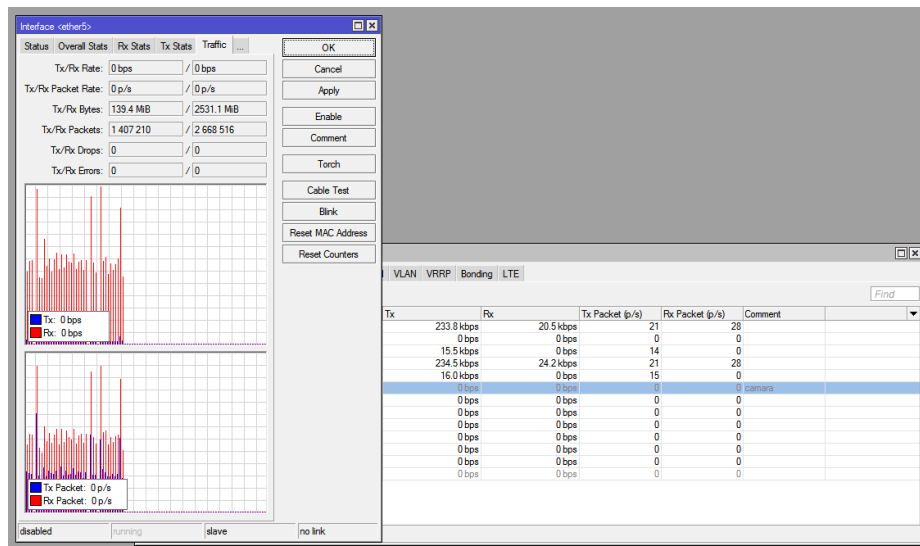 Interface <ether5>
Status Overall Stats Rx Stats Tx Stats Traffic ...
Tx/Rx Rate: 0 bps / 0 bps
Tx/Rx Packet Rate: 0 p/s / 0 p/s
Tx/Rx Bytes: 139.4 MiB / 2531.1 MiB
Tx/Rx Packets: 1 407 210 / 2 668 516
Tx/Rx Drops: 0 / 0
Tx/Rx Errors: 0 / 0
Tx: 0 bps
Rx: 0 bps
Tx Packet: 0 p/s
Rx Packet: 0 p/s
disabled running slave no link
OK
Cancel
Apply
Enable
Comment
Torch
Cable Test
Blink
Reset MAC Address
Reset Counters
VLAN VRRP Bonding LTE
Find
Tx Rx Tx Packet (p/s) Rx Packet (p/s) Comment
233.8 kbps 20.5 kbps 21 28
0 bps 0 bps 0 0
15.5 kbps 0 bps 14 0
234.5 kbps 24.2 kbps 21 28
16.0 kbps 0 bps 15 0
0 bps 0 bps 0 0 camara
0 bps 0 bps 0 0
0 bps 0 bps 0 0
0 bps 0 bps 0 0
0 bps 0 bps 0 0
0 bps 0 bps 0 0
0 bps 0 bps 0 0
0 bps 0 bps 0 0